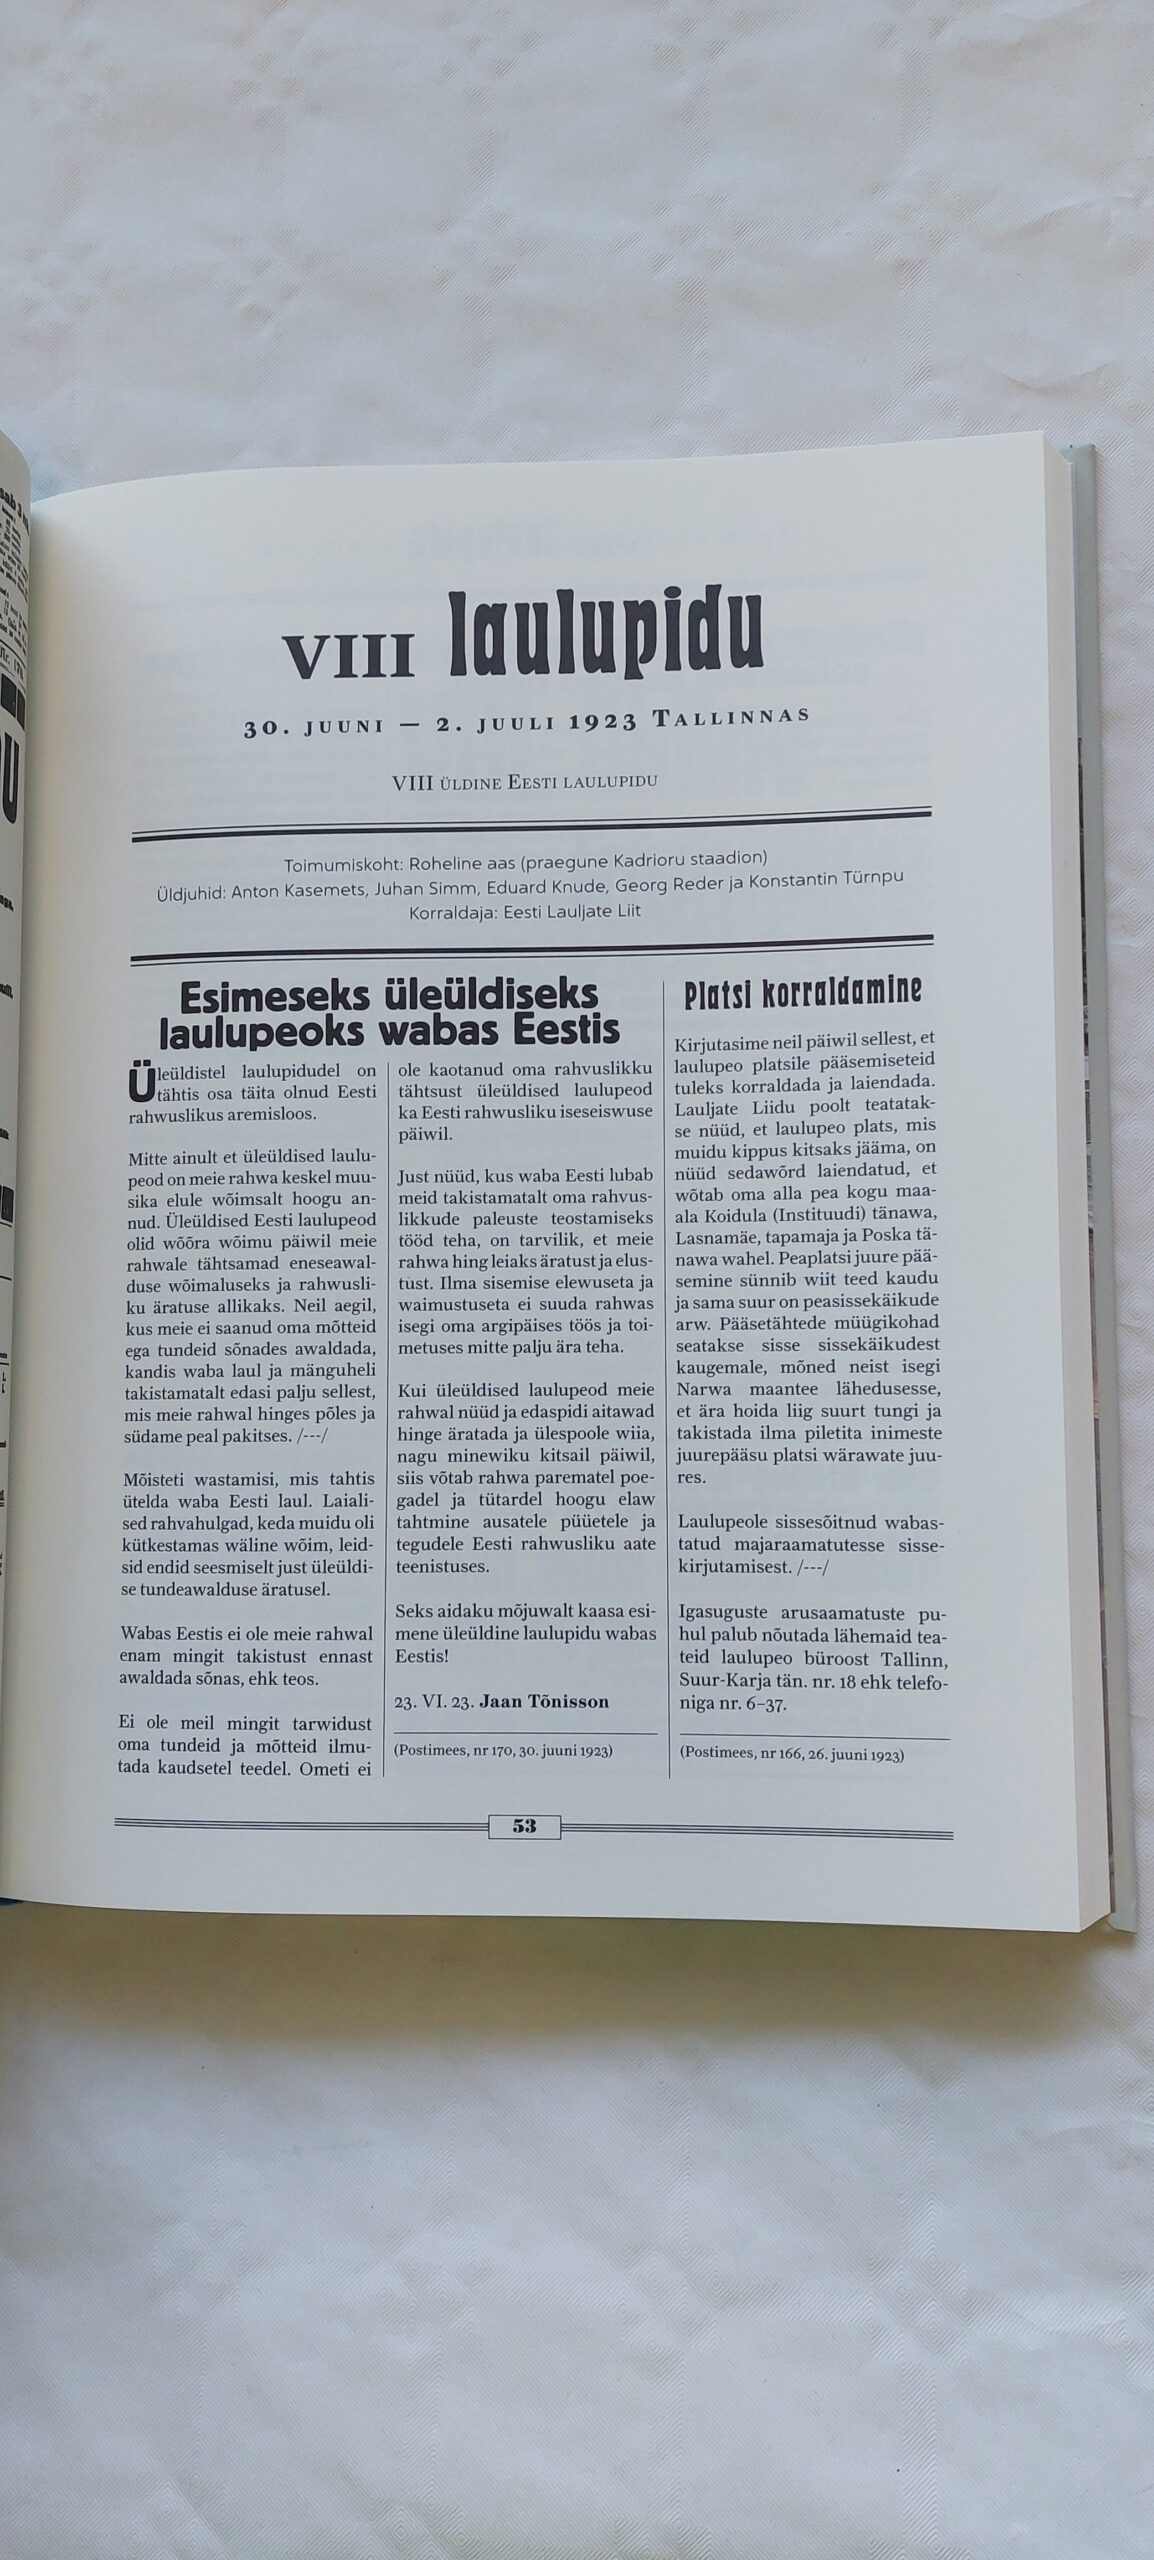 VIII laulupidu
30. juuni — 2. juuli 1923 Tallinnas
VIII üldine Eesti laulupidu
Toimumiskoht: Roheline aas (praegune Kadrioru staadion)
Üldjuhid: Anton Kasemets, Juhan Simm, Eduard Knude, Georg Reder ja Konstantin Türnpu
Korraldaja: Eesti Lauljate Liit
Esimeseks üleüldiseks
laulupeoks wabas Eestis
Üleüldistel laulupidudel on
tähtis osa täita olnud Eesti
rahwuslikus aremisloos.
Mitte ainult et üleüldised laulu-
peod on meie rahwa keskel muu-
sika elule wõimsalt hoogu an-
nud. Üleüldised Eesti laulupeod
olid wõõra wõimu päiwil meie
rahwale tähtsamad eneseawal-
duse wõimaluseks ja rahwusli-
ku äratuse allikaks. Neil aegil,
kus meie ei saanud oma mõtteid
ega tundeid sõnades awaldada,
kandis waba laul ja mänguheli
takistamatalt edasi palju sellest,
mis meie rahwal hinges põles ja
südame peal pakitses. /---/
Mõisteti wastamisi, mis tahtis
ütelda waba Eesti laul. Laiali-
sed rahvahulgad, keda muidu oli
kütkestamas wäline wõim, leid-
sid endid seesmiselt just üleüldi-
se tundeawalduse äratusel.
Wabas Eestis ei ole meie rahwal
enam mingit takistust ennast
awaldada sõnas, ehk teos.
Ei ole meil mingit tarwidust
oma tundeid ja mõtteid ilmu-
tada kaudsetel teedel. Ometi ei
ole kaotanud oma rahvuslikku
tähtsust üleüldised laulupeod
ka Eesti rahwusliku iseseiswuse
päiwil.
Just nüüd, kus waba Eesti lubab
meid takistamatalt oma rahvus-
likkude paleuste teostamiseks
tööd teha, on tarvilik, et meie
rahwa hing leiaks äratust ja elus-
tust. Ilma sisemise elewuseta ja
waimustuseta ei suuda rahwas
isegi oma argipäises töös ja toi-
metuses mitte palju ära teha.
Kui üleüldised laulupeod meie
rahwal nüüd ja edaspidi aitawad
hinge äratada ja ülespoole wiia,
nagu minewiku kitsail päiwil,
siis võtab rahwa parematel poe-
gadel ja tütardel hoogu elaw
tahtmine ausatele püüetele ja
tegudele Eesti rahwusliku aate
teenistuses.
Seks aidaku mõjuwalt kaasa esi-
mene üleüldine laulupidu wabas
Eestis!
23. VI. 23. Jaan Tõnisson
(Postimees, nr 170, 30. juuni 1923)
Platsi korraldamine
Kirjutasime neil päiwil sellest, et
laulupeo platsile pääsemiseteid
tuleks korraldada ja laiendada.
Lauljate Liidu poolt teatatak-
se nüüd, et laulupeo plats, mis
muidu kippus kitsaks jääma, on
nüüd sedawõrd laiendatud, et
wõtab oma alla pea kogu maa-
ala Koidula (Instituudi) tänawa,
Lasnamäe, tapamaja ja Poska tä-
nawa wahel. Peaplatsi juure pää-
semine sünnib wiit teed kaudu
ja sama suur on peasissekäikude
arw. Pääsetähtede müügikohad
seatakse sisse sissekäikudest
kaugemale, mõned neist isegi
Narwa maantee lähedusesse,
et ära hoida liig suurt tungi ja
takistada ilma piletita inimeste
juurepääsu platsi wärawate juu-
res.
Laulupeole sissesõitnud wabas-
tatud majaraamatutesse sisse-
kirjutamisest. /---/
Igasuguste arusaamatuste pu-
hul palub nõutada lähemaid tea-
teid laulupeo büroost Tallinn,
Suur-Karja tän. nr. 18 ehk telefo-
niga nr. 6–37.
(Postimees, nr 166, 26. juuni 1923)
53